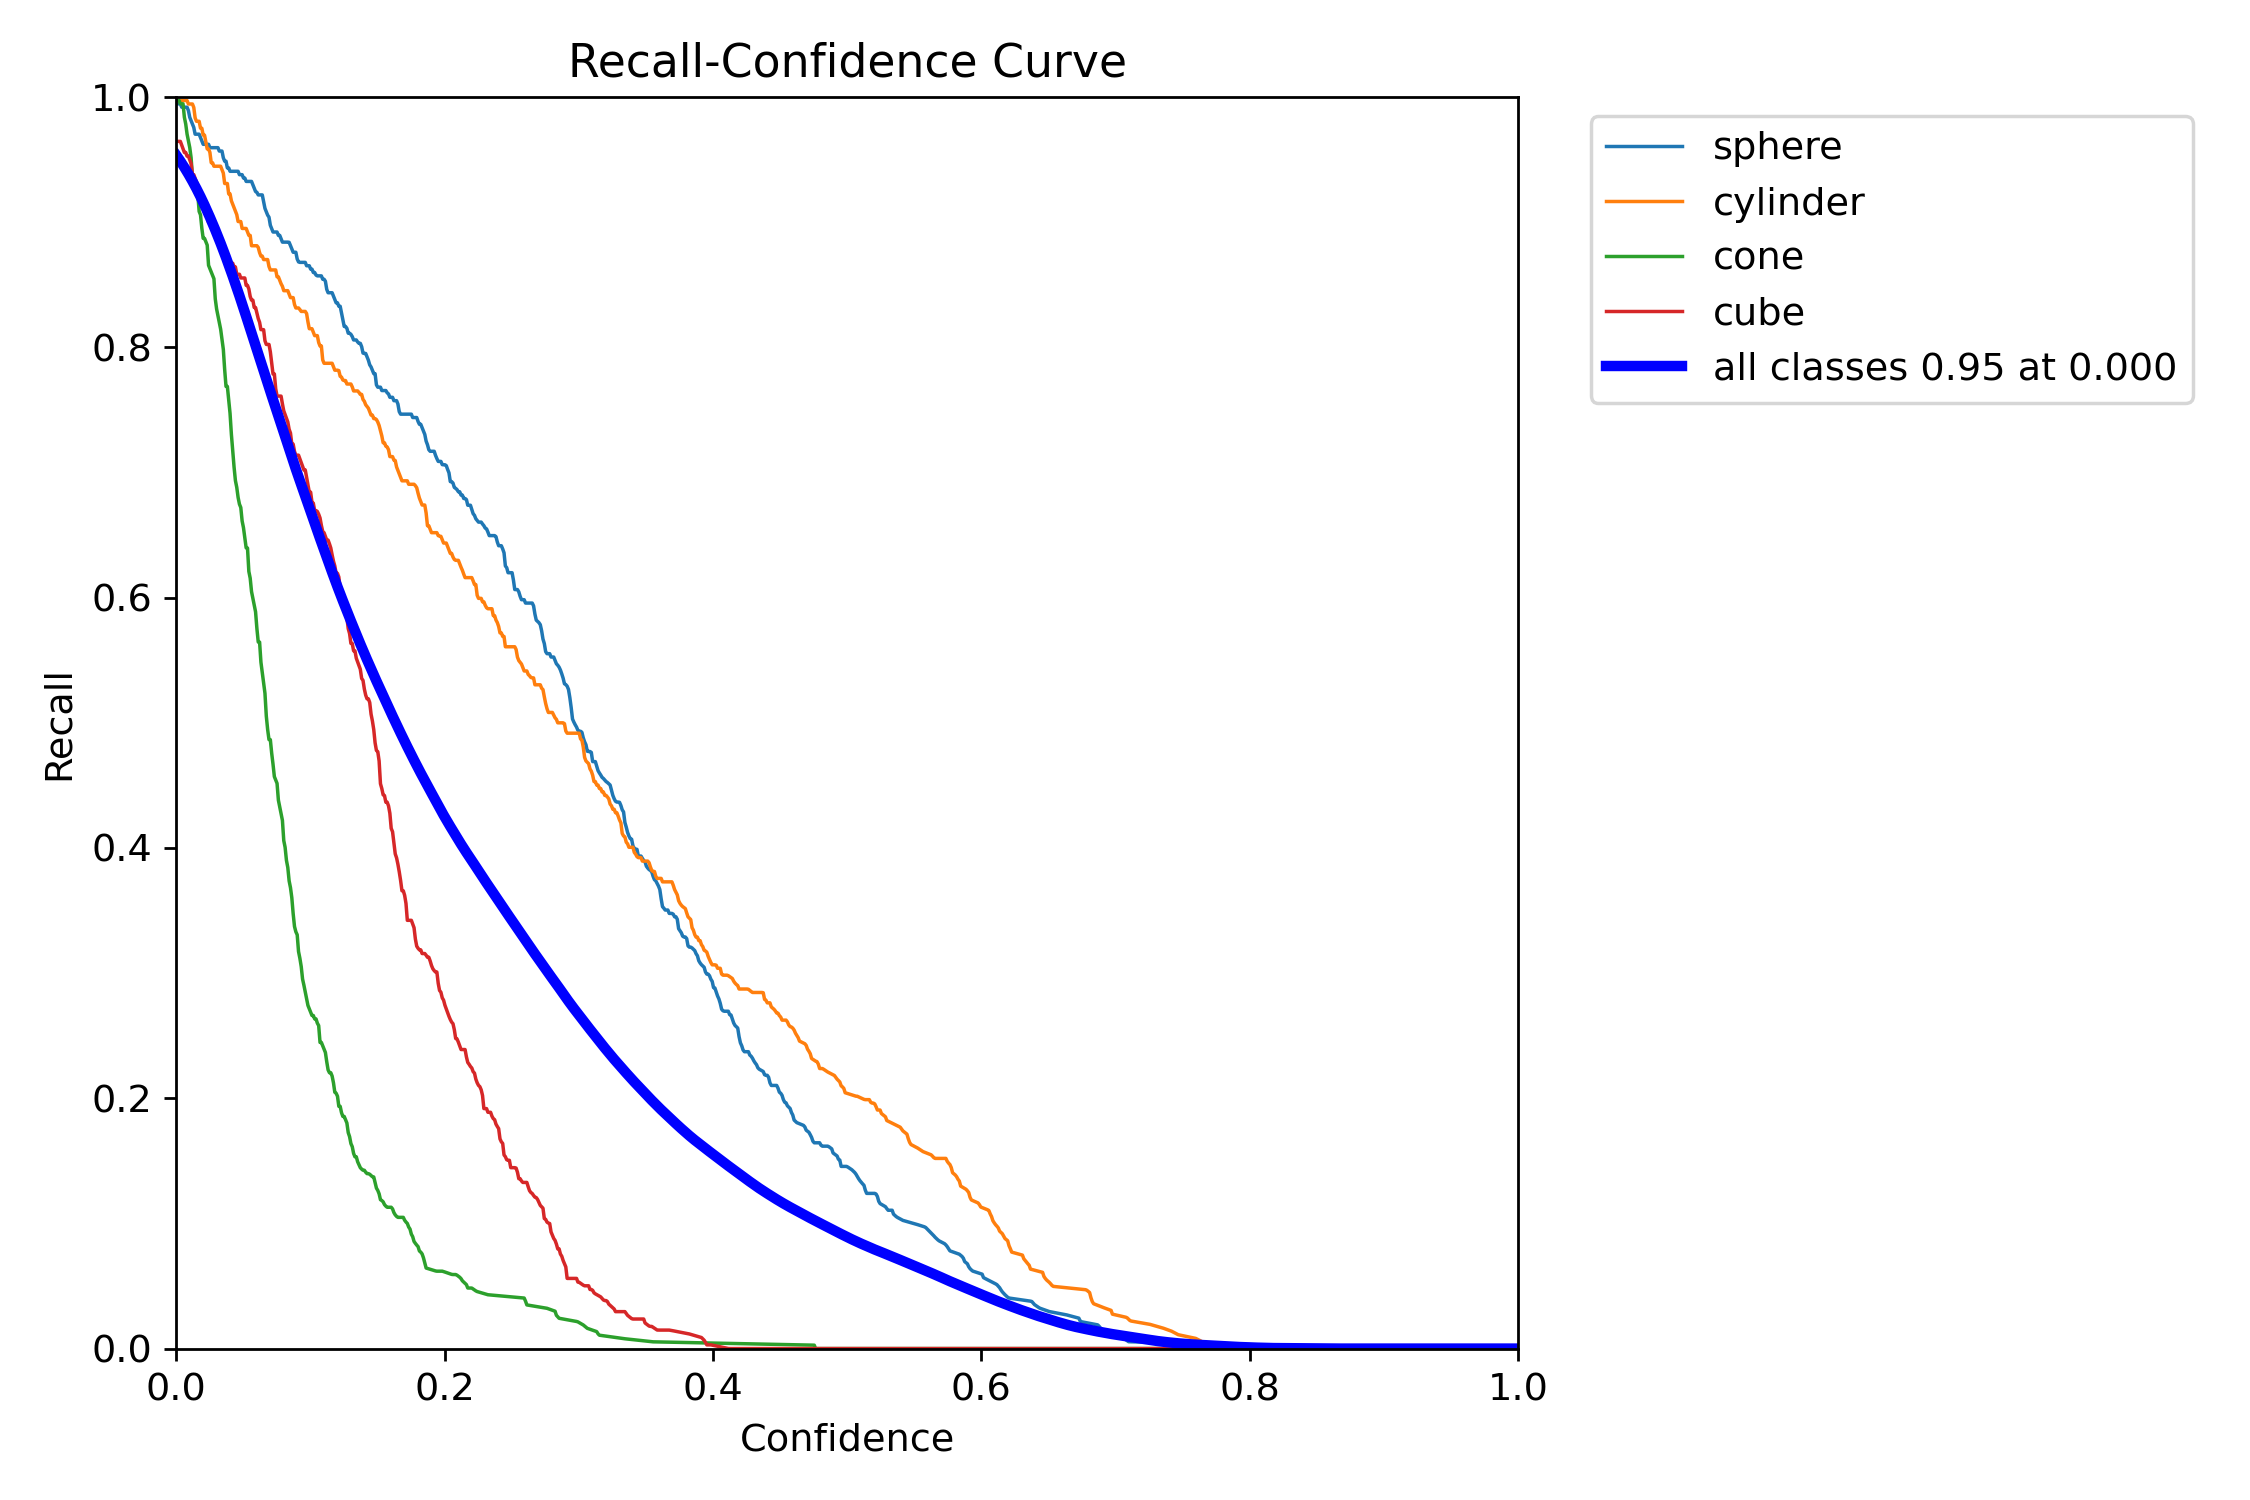 Recall-Confidence Curve
1.0
0.8
0.6
0.4
0.2
0.0
Recall
0.0 0.2 0.4 0.6 0.8 1.0
Confidence
sphere
cylinder
cone
cube
all classes 0.95 at 0.000